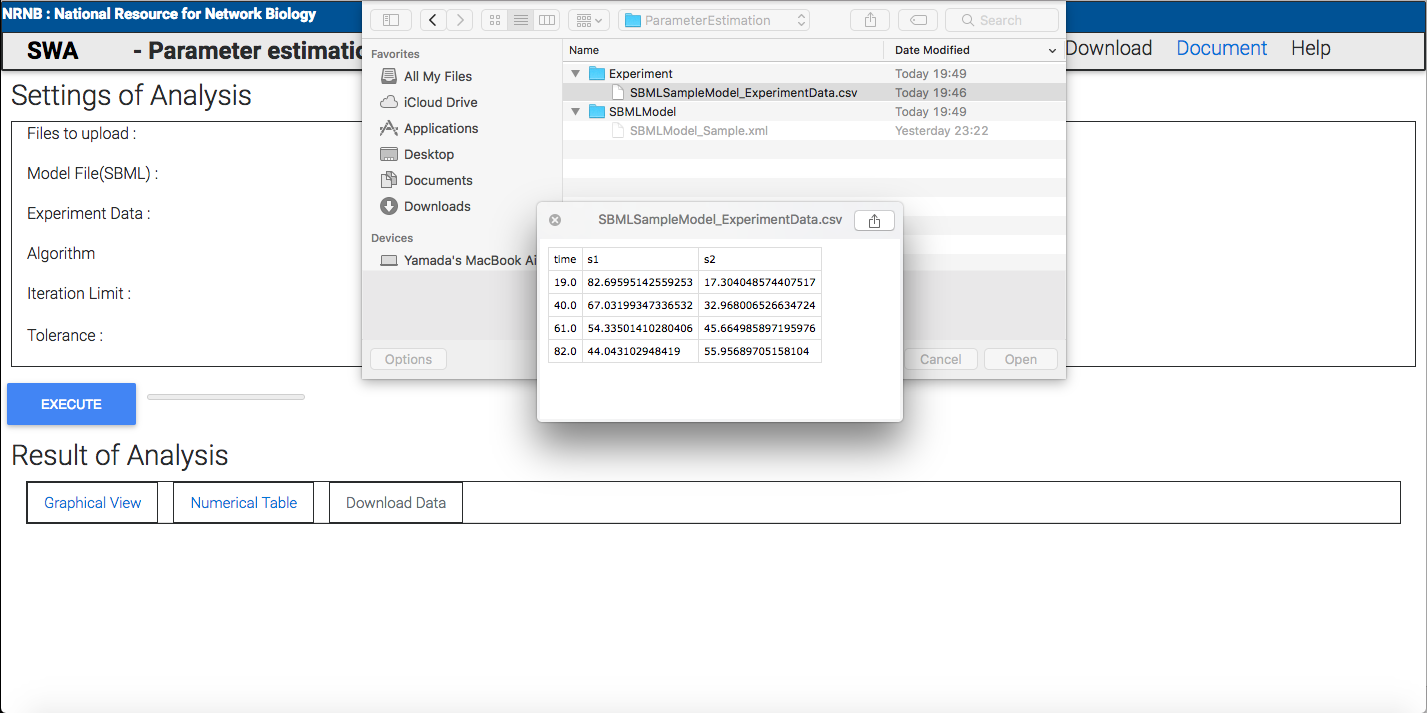 NRNB : National Resource for Network Biology
SWA - Parameter estimatio
Download Document Help
Settings of Analysis
Files to upload :
Model File(SBML) :
Experiment Data :
Algorithm
Iteration Limit :
Tolerance :
EXECUTE
Result of Analysis
Graphical View Numerical Table Download Data
ParameterEstimation
Search
Favorites
All My Files
iCloud Drive
Applications
Desktop
Documents
Downloads
Devices
Yamada's MacBook Ai
Name Date Modified
Experiment Today 19:49
SBMLSampleModel_ExperimentData.csv Today 19:46
SBMLModel Today 19:49
SBMLModel_Sample.xml Yesterday 23:22
Options Cancel Open
SBMLSampleModel_ExperimentData.csv
time s1 s2
19.0 82.69595142559253 17.304048574407517
40.0 67.03199347336532 32.968006526634724
61.0 54.33501410280406 45.664985897195976
82.0 44.043102948419 55.95689705158104